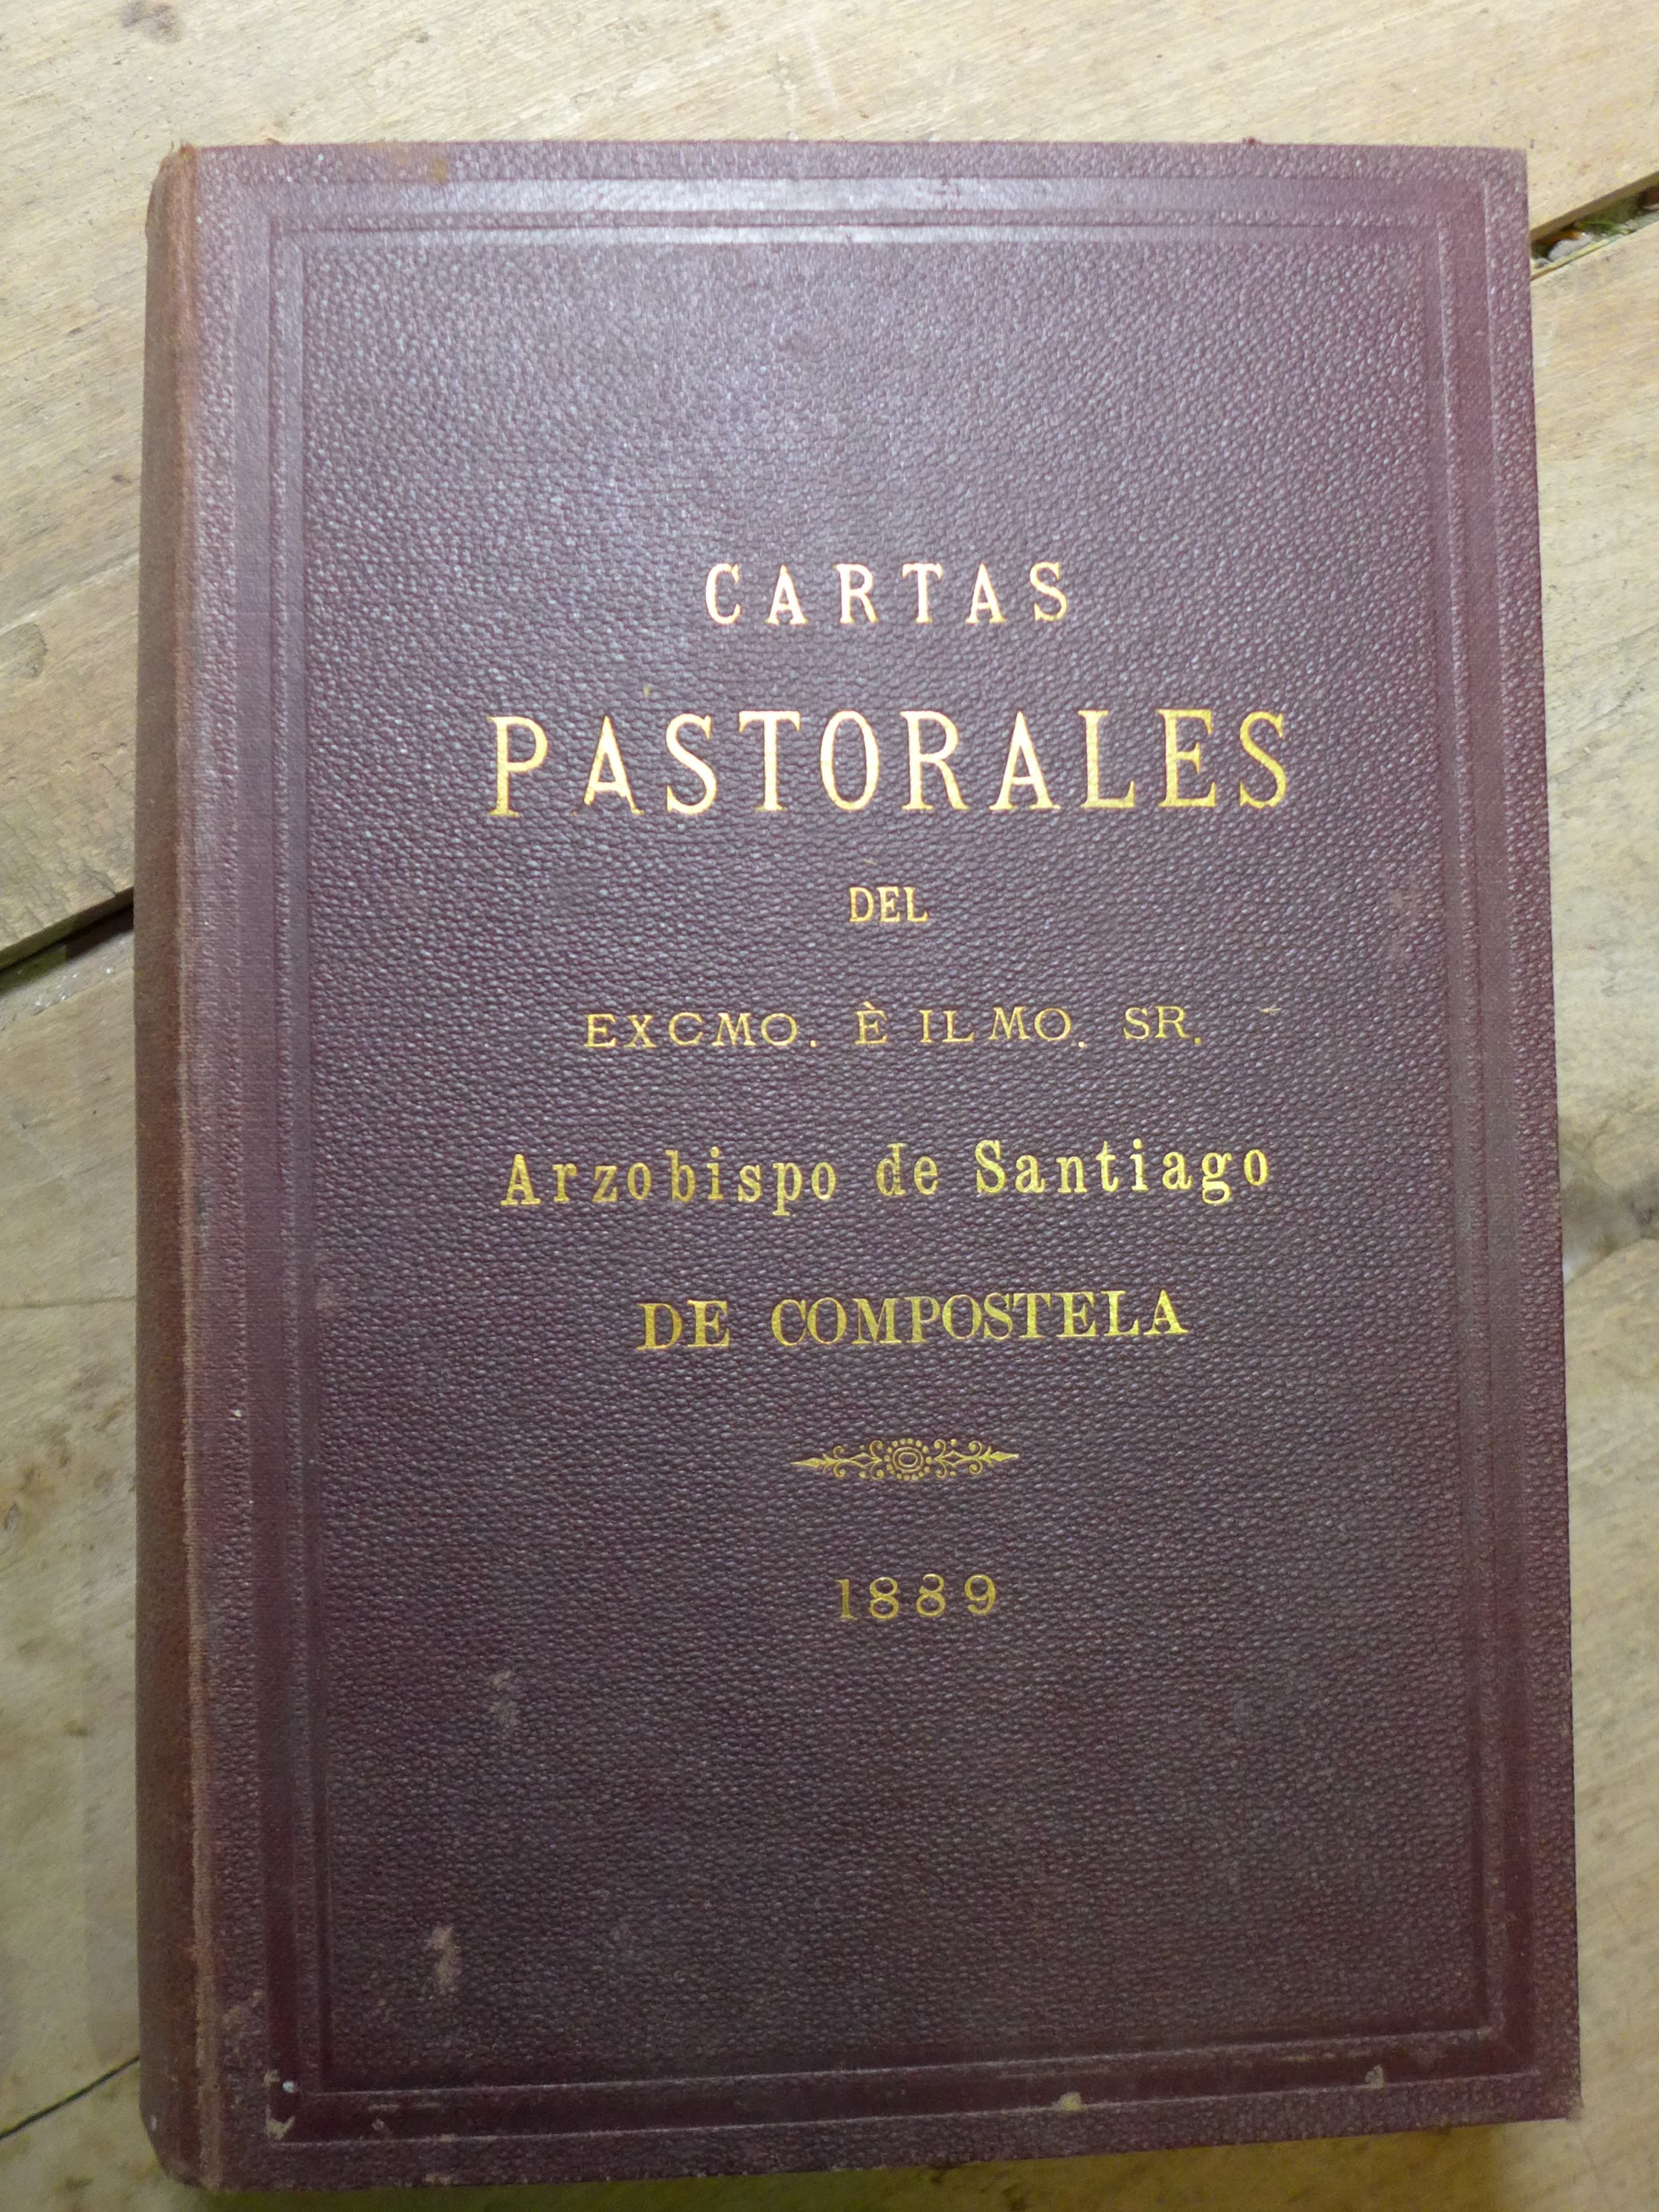 CARTAS
PASTORALES
DEL
EXCMO. È ILMO. SR.
Arzobispo de Santiago
DE COMPOSTELA
1889